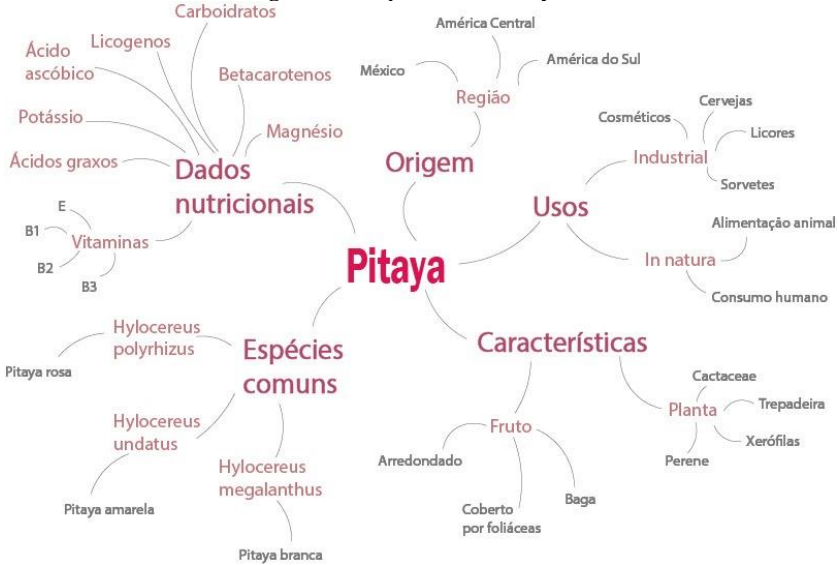 Pitaya
Dados
nutricionais
Carboidratos
Licogenos
Ácido
ascóbico
Betacarotenos
Potássio
Magnésio
Ácidos graxos
Vitaminas
E
B1
B2
B3
Origem
Região
México
América Central
América do Sul
Usos
Industrial
Cosméticos
Cervejas
Licores
Sorvetes
In natura
Alimentação animal
Consumo humano
Espécies
comuns
Hylocereus
polyrhizus
Pitaya rosa
Hylocereus
undatus
Pitaya amarela
Hylocereus
megalanthus
Pitaya branca
Características
Fruto
Arredondado
Coberto
por foliáceas
Baga
Planta
Cactaceae
Trepadeira
Xerófilas
Perene